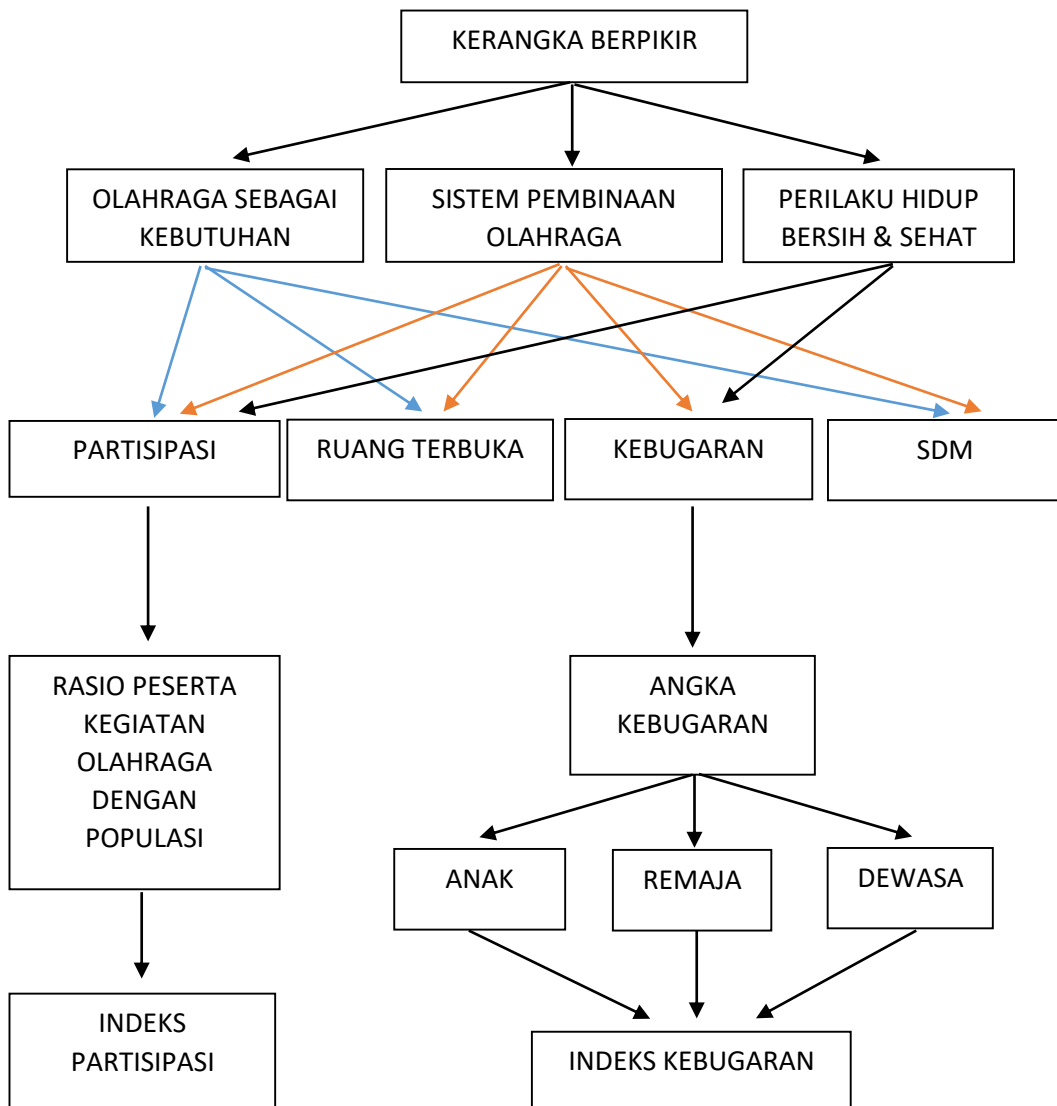 KERANGKA BERPIKIR
OLAHRAGA SEBAGAI
KEBUTUHAN
SISTEM PEMBINAAN
OLAHRAGA
PERILAKU HIDUP
BERSIH & SEHAT
PARTISIPASI
RUANG TERBUKA
KEBUGARAN
SDM
RASIO PESERTA
KEGIATAN
OLAHRAGA
DENGAN
POPULASI
ANGKA
KEBUGARAN
ANAK
REMAJA
DEWASA
INDEKS
PARTISIPASI
INDEKS KEBUGARAN